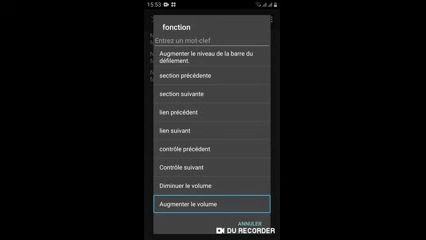 15:53
fonction
Entrez un mot-clef
Augmenter le niveau de la barre du
défilement.
section précédente
section suivante
lien précédent
lien suivant
contrôle précédent
Contrôle suivant
Diminuer le volume
Augmenter le volume
ANNULER
DU RECORDER